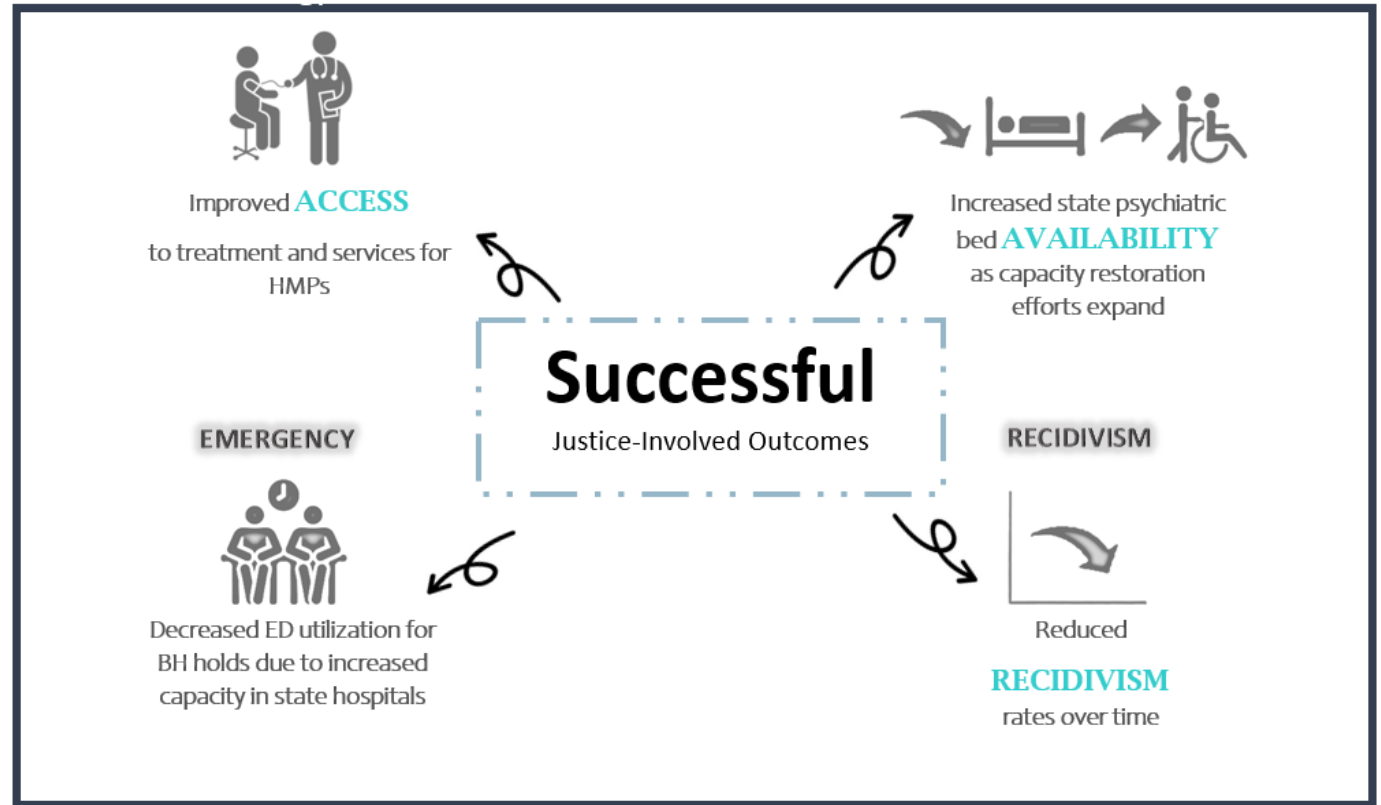 Improved ACCESS
to treatment and services for
HMPs
Increased state psychiatric
bed AVAILABILITY
as capacity restoration
efforts expand
Successful
Justice-Involved Outcomes
EMERGENCY
Decreased ED utilization for
BH holds due to increased
capacity in state hospitals
RECIDIVISM
Reduced
RECIDIVISM
rates over time